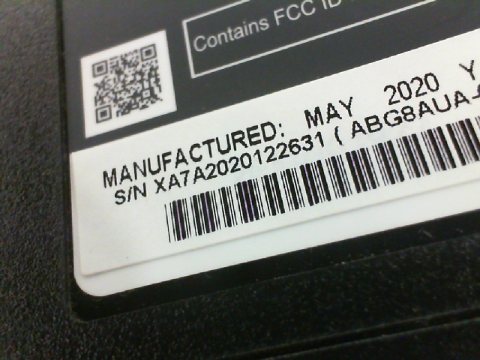 Contains FCC ID
MANUFACTURED: MAY 2020 Y
S/N XA7A2020122631 ( ABG8AUA-